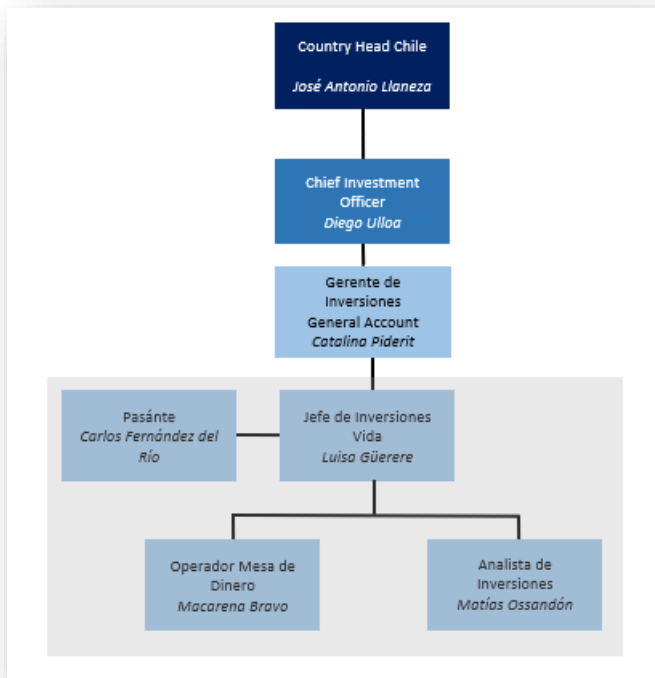 Country Head Chile
José Antonio Llaneza
Chief Investment
Officer
Diego Ulloa
Gerente de
Inversiones
General Account
Catalina Piderit
Pasánte
Carlos Fernández del
Río
Jefe de Inversiones
Vida
Luisa Güerere
Operador Mesa de
Dinero
Macarena Bravo
Analista de
Inversiones
Matías Ossandón